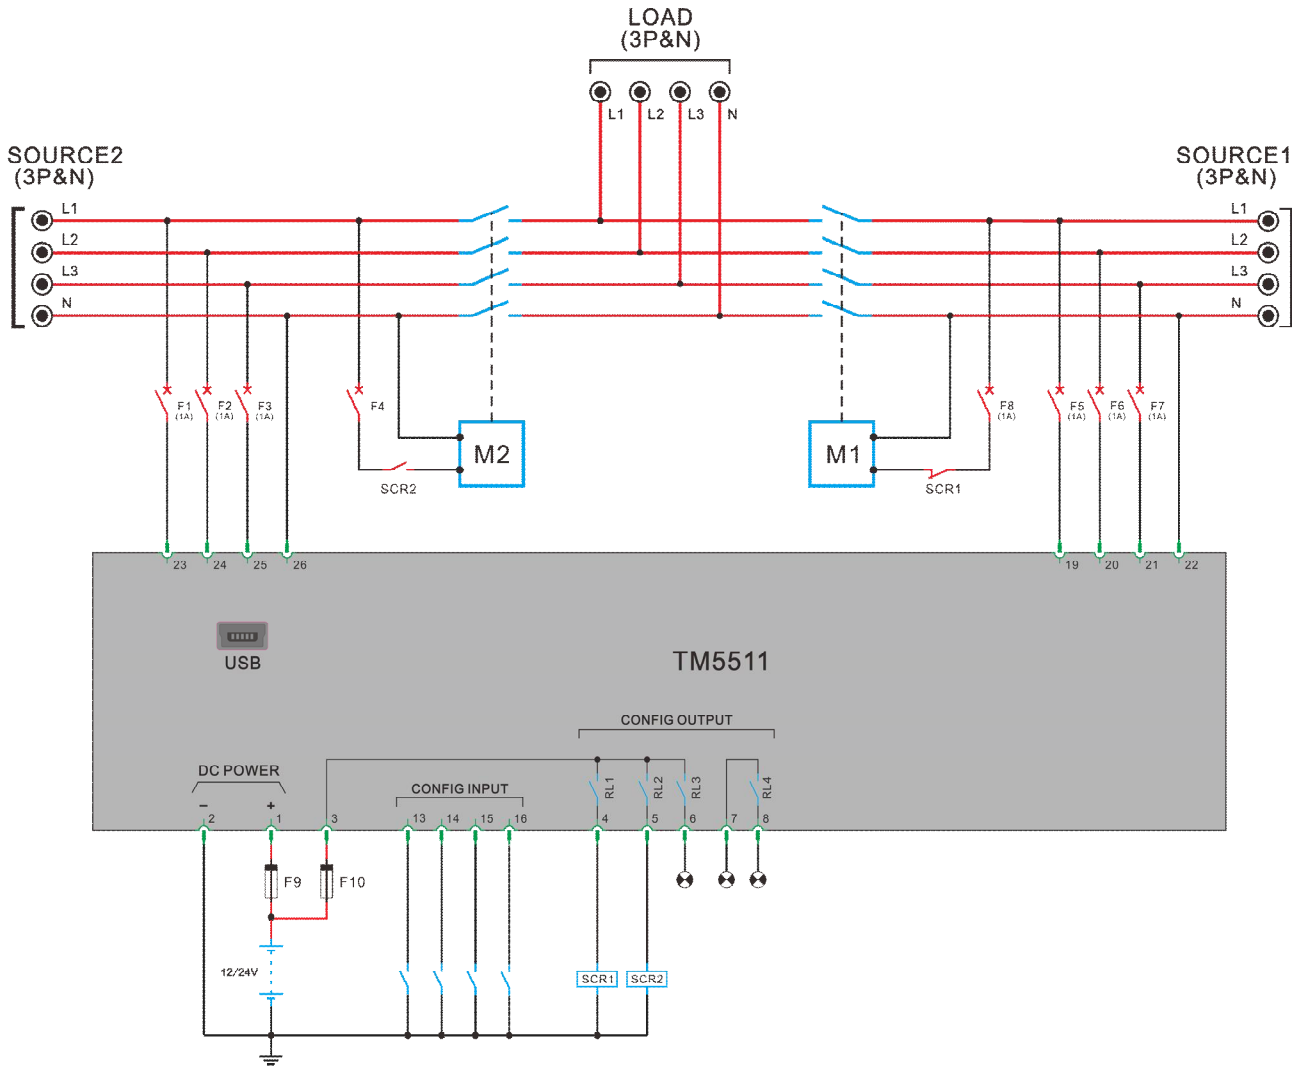 LOAD
(3P&N)
L1 L2 L3 N
SOURCE2
(3P&N)
SOURCE1
(3P&N)
L1 L1
L2 L2
L3 L3
N N
F1 F2 F3 F4 F8 F5 F6 F7
(1A) (1A) (1A) (1A) (1A) (1A) (1A)
M2 M1
SCR2 SCR1
23 24 25 26 19 20 21 22
USB
TM5511
CONFIG OUTPUT
DC POWER
CONFIG INPUT
RL1 RL2 RL3 RL4
− +
2 1 3 13 14 15 16 4 5 6 7 8
F9 F10
12/24V
SCR1 SCR2